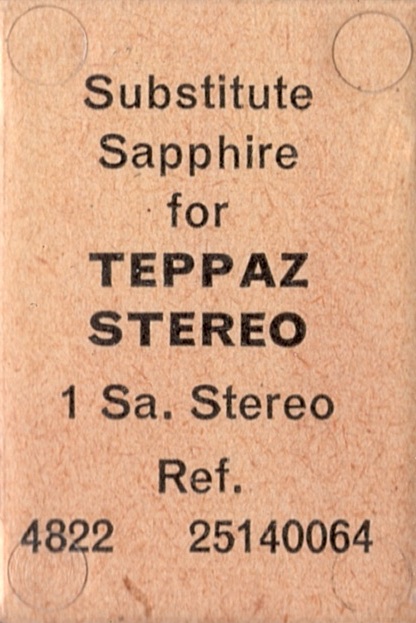 Substitute
Sapphire
for
TEPPAZ
STEREO
1 Sa. Stereo
Ref.
4822 25140064